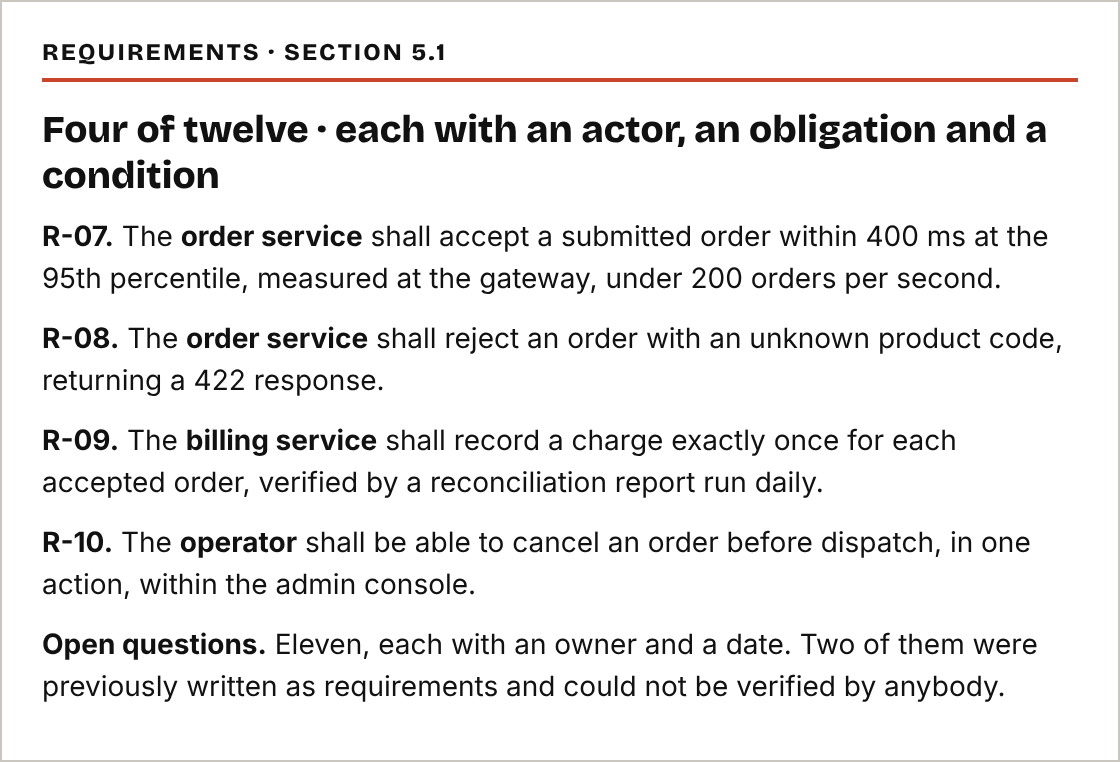 REQUIREMENTS · SECTION 5.1
Four of twelve · each with an actor, an obligation and a
condition
R-07. The order service shall accept a submitted order within 400 ms at the
95th percentile, measured at the gateway, under 200 orders per second.
R-08. The order service shall reject an order with an unknown product code,
returning a 422 response.
R-09. The billing service shall record a charge exactly once for each
accepted order, verified by a reconciliation report run daily.
R-10. The operator shall be able to cancel an order before dispatch, in one
action, within the admin console.
Open questions. Eleven, each with an owner and a date. Two of them were
previously written as requirements and could not be verified by anybody.